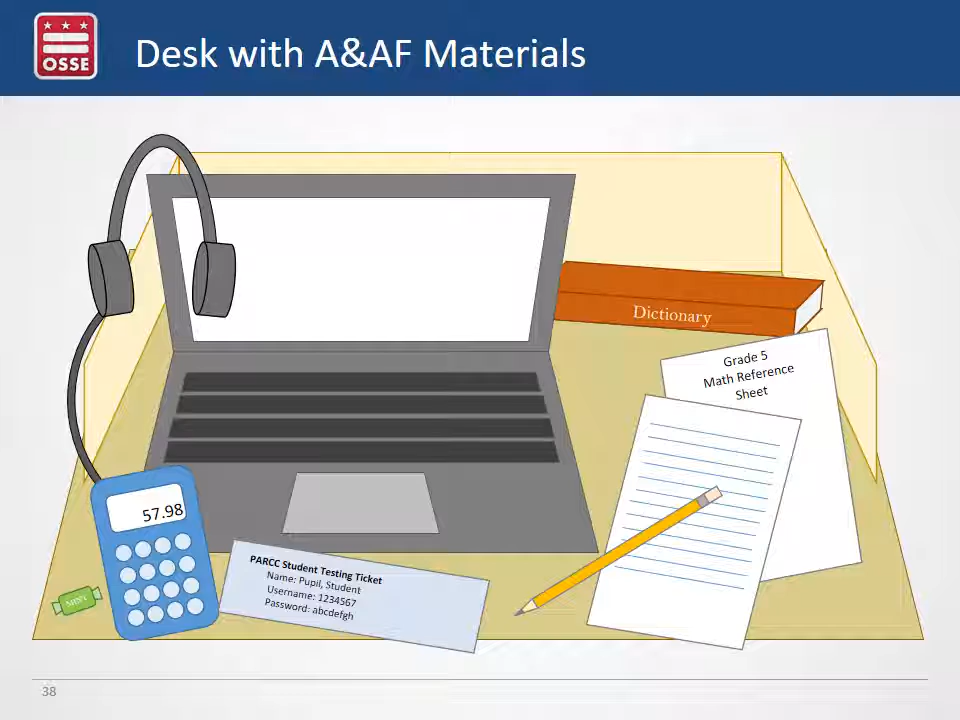 OSSE
Desk with A&AF Materials
Dictionary
Grade 5
Math Reference
Sheet
57.98
PARCC Student Testing Ticket
Name: Pupil, Student
Username: 1234567
Password: abcdefgh
38